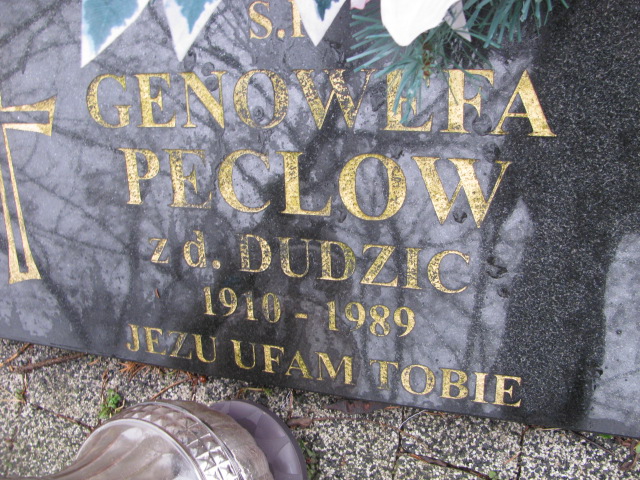 Ś.P.
GENOWEFA
PECLOW
z d. DUDZIC
1910 - 1989
JEZU UFAM TOBIE